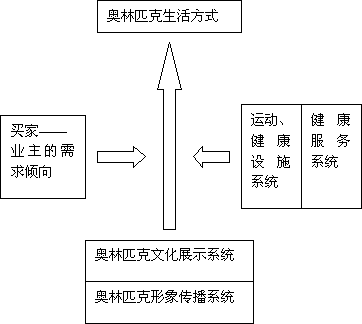 奥林匹克生活方式
买家——
业主的需
求倾向
运动、
健康
设施
系统
健康
服务
系统
奥林匹克文化展示系统
奥林匹克形象传播系统